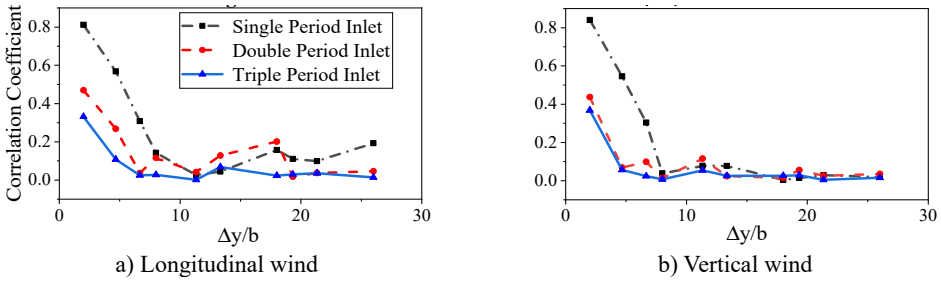 Correlation Coefficient
0.8
0.6
0.4
0.2
0.0
0
10
20
30
Δy/b
Single Period Inlet
Double Period Inlet
Triple Period Inlet
a) Longitudinal wind
0.8
0.6
0.4
0.2
0.0
0
10
20
30
Δy/b
b) Vertical wind